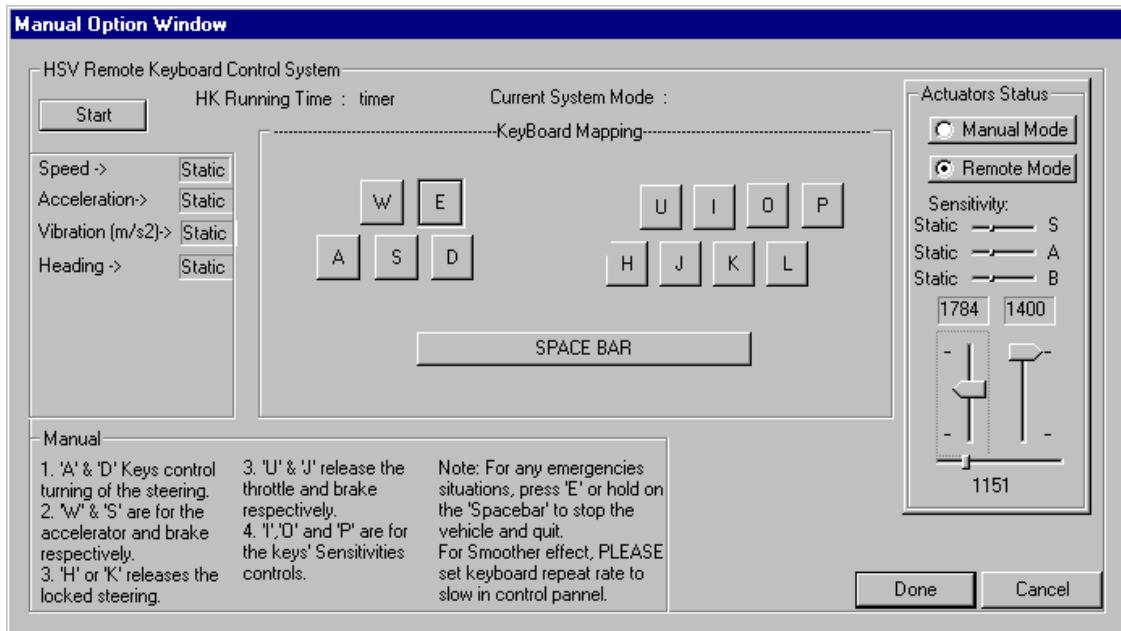 Manual Option Window
HSV Remote Keyboard Control System
Start
HK Running Time : timer
Current System Mode :
KeyBoard Mapping
Speed -> Static
Acceleration-> Static
Vibration (m/s2)-> Static
Heading -> Static
W E
A S D
U I O P
H J K L
SPACE BAR
Actuators Status
Manual Mode
Remote Mode
Sensitivity:
Static S
Static A
Static B
1784 1400
1151
Manual
1. 'A' & 'D' Keys control
turning of the steering.
2. 'W' & 'S' are for the
accelerator and brake
respectively.
3. 'H' or 'K' releases the
locked steering.
3. 'U' & 'J' release the
throttle and brake
respectively.
4. 'I','O' and 'P' are for
the keys' Sensitivities
controls.
Note: For any emergencies
situations, press 'E' or hold on
the 'Spacebar' to stop the
vehicle and quit.
For Smoother effect, PLEASE
set keyboard repeat rate to
slow in control pannel.
Done
Cancel